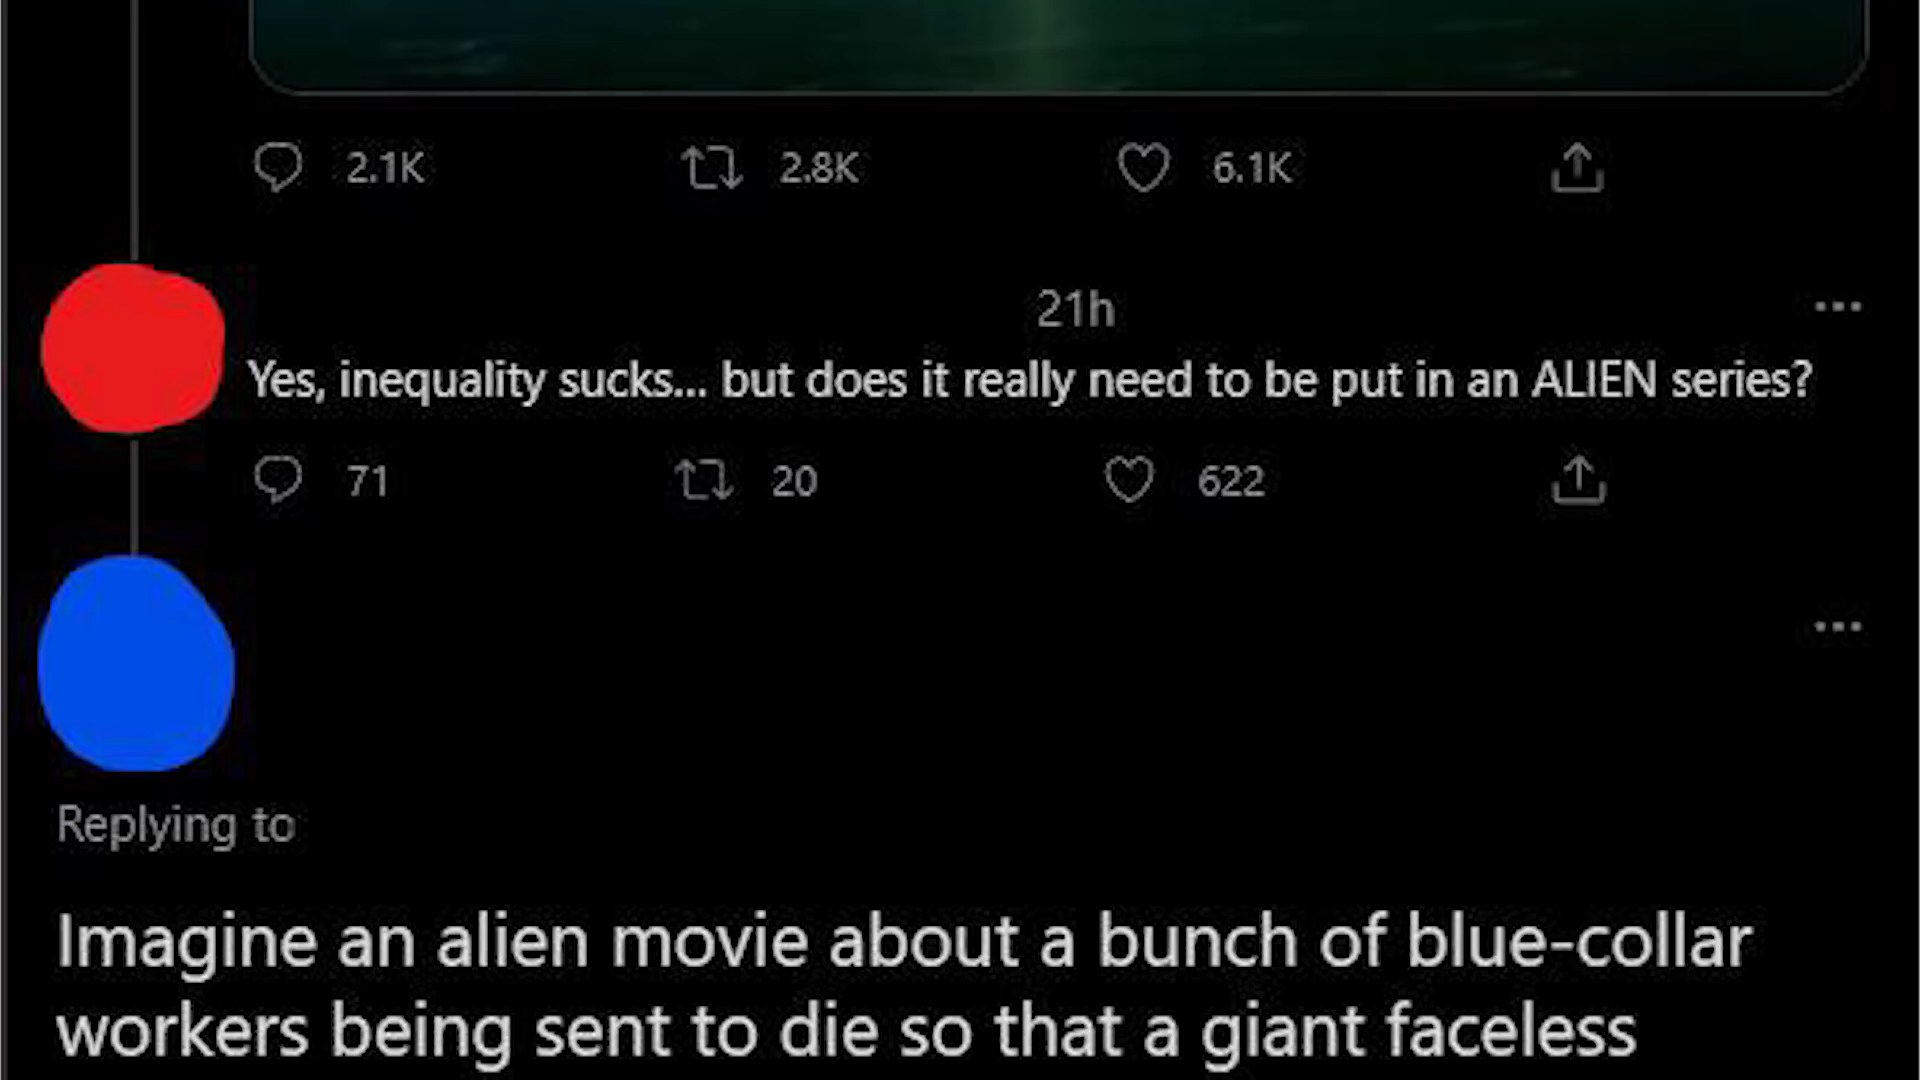 2.1K 2.8K 6.1K
21h
Yes, inequality sucks... but does it really need to be put in an ALIEN series?
71 20 622
Replying to
Imagine an alien movie about a bunch of blue-collar
workers being sent to die so that a giant faceless